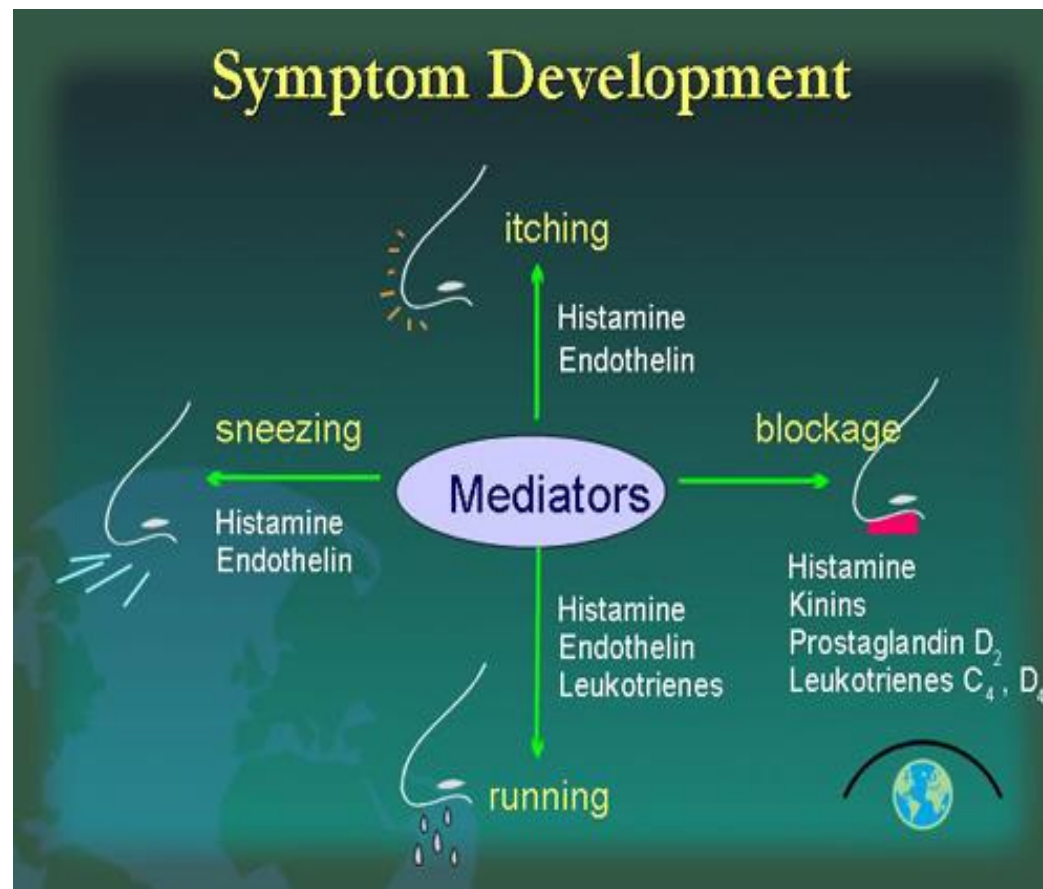 Symptom Development
itching
Histamine
Endothelin
sneezing
Histamine
Endothelin
Mediators
blockage
Histamine
Kinins
Prostaglandin D₂
Leukotrienes C₄ , D₄
Histamine
Endothelin
Leukotrienes
running